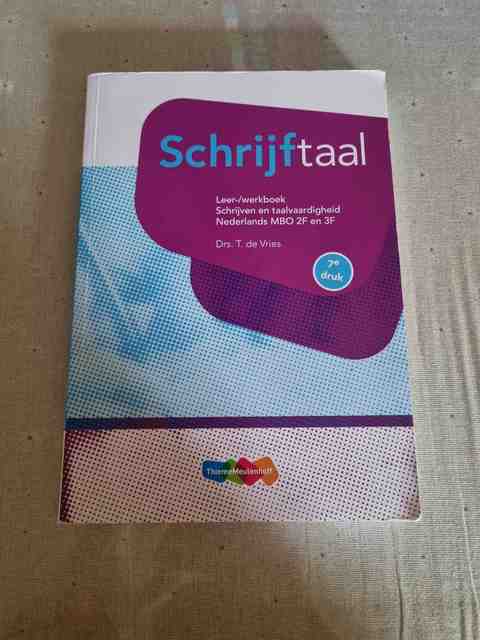 Schrijftaal
Leer-/werkboek
Schrijven en taalvaardigheid
Nederlands MBO 2F en 3F
Drs. T. de Vries
7e
druk
ThiemeMeulenhoff